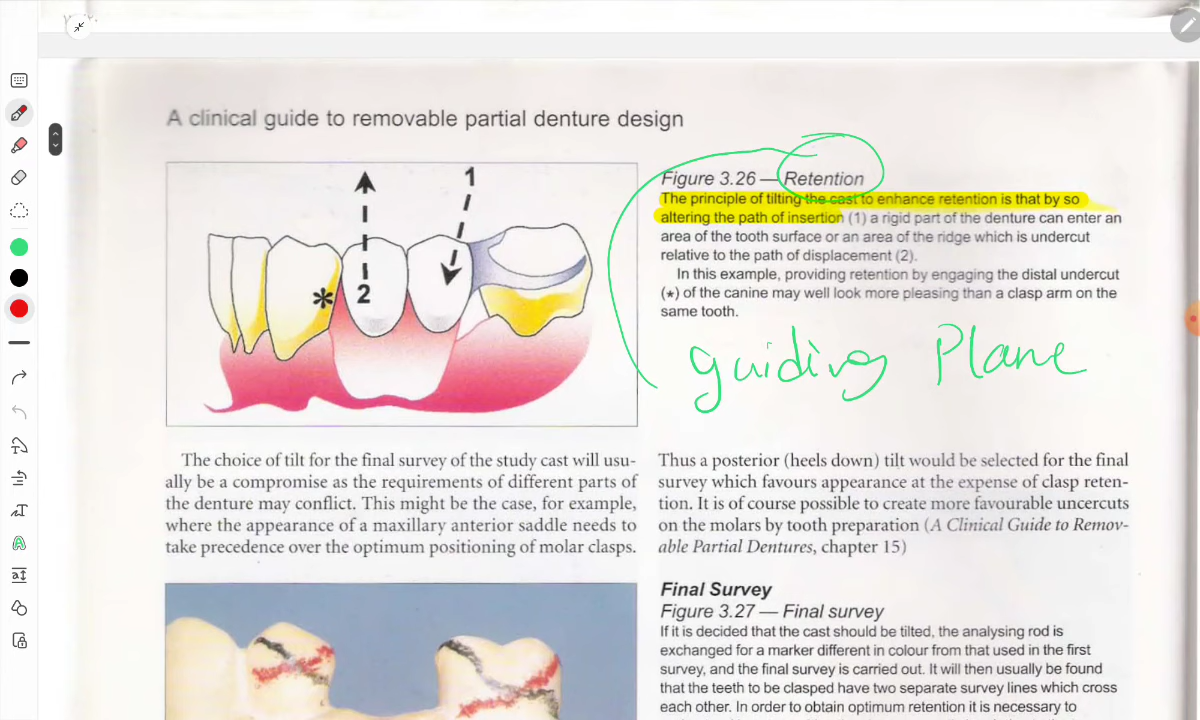 A clinical guide to removable partial denture design
1
2
*
Figure 3.26 — Retention
The principle of tilting the cast to enhance retention is that by so
altering the path of insertion (1) a rigid part of the denture can enter an
area of the tooth surface or an area of the ridge which is undercut
relative to the path of displacement (2).
In this example, providing retention by engaging the distal undercut
(*) of the canine may well look more pleasing than a clasp arm on the
same tooth.
guiding Plane
The choice of tilt for the final survey of the study cast will usu-
ally be a compromise as the requirements of different parts of
the denture may conflict. This might be the case, for example,
where the appearance of a maxillary anterior saddle needs to
take precedence over the optimum positioning of molar clasps.
Thus a posterior (heels down) tilt would be selected for the final
survey which favours appearance at the expense of clasp reten-
tion. It is of course possible to create more favourable uncercuts
on the molars by tooth preparation (A Clinical Guide to Remov-
able Partial Dentures, chapter 15)
Final Survey
Figure 3.27 — Final survey
If it is decided that the cast should be tilted, the analysing rod is
exchanged for a marker different in colour from that used in the first
survey, and the final survey is carried out. It will then usually be found
that the teeth to be clasped have two separate survey lines which cross
each other. In order to obtain optimum retention it is necessary to